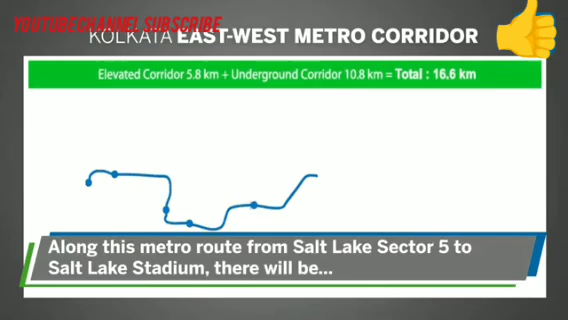 YOUTUBECHANNEL SUBSCRIBE
KOLKATA EAST-WEST METRO CORRIDOR
Elevated Corridor 5.8 km + Underground Corridor 10.8 km = Total : 16.6 km
Along this metro route from Salt Lake Sector 5 to
Salt Lake Stadium, there will be...